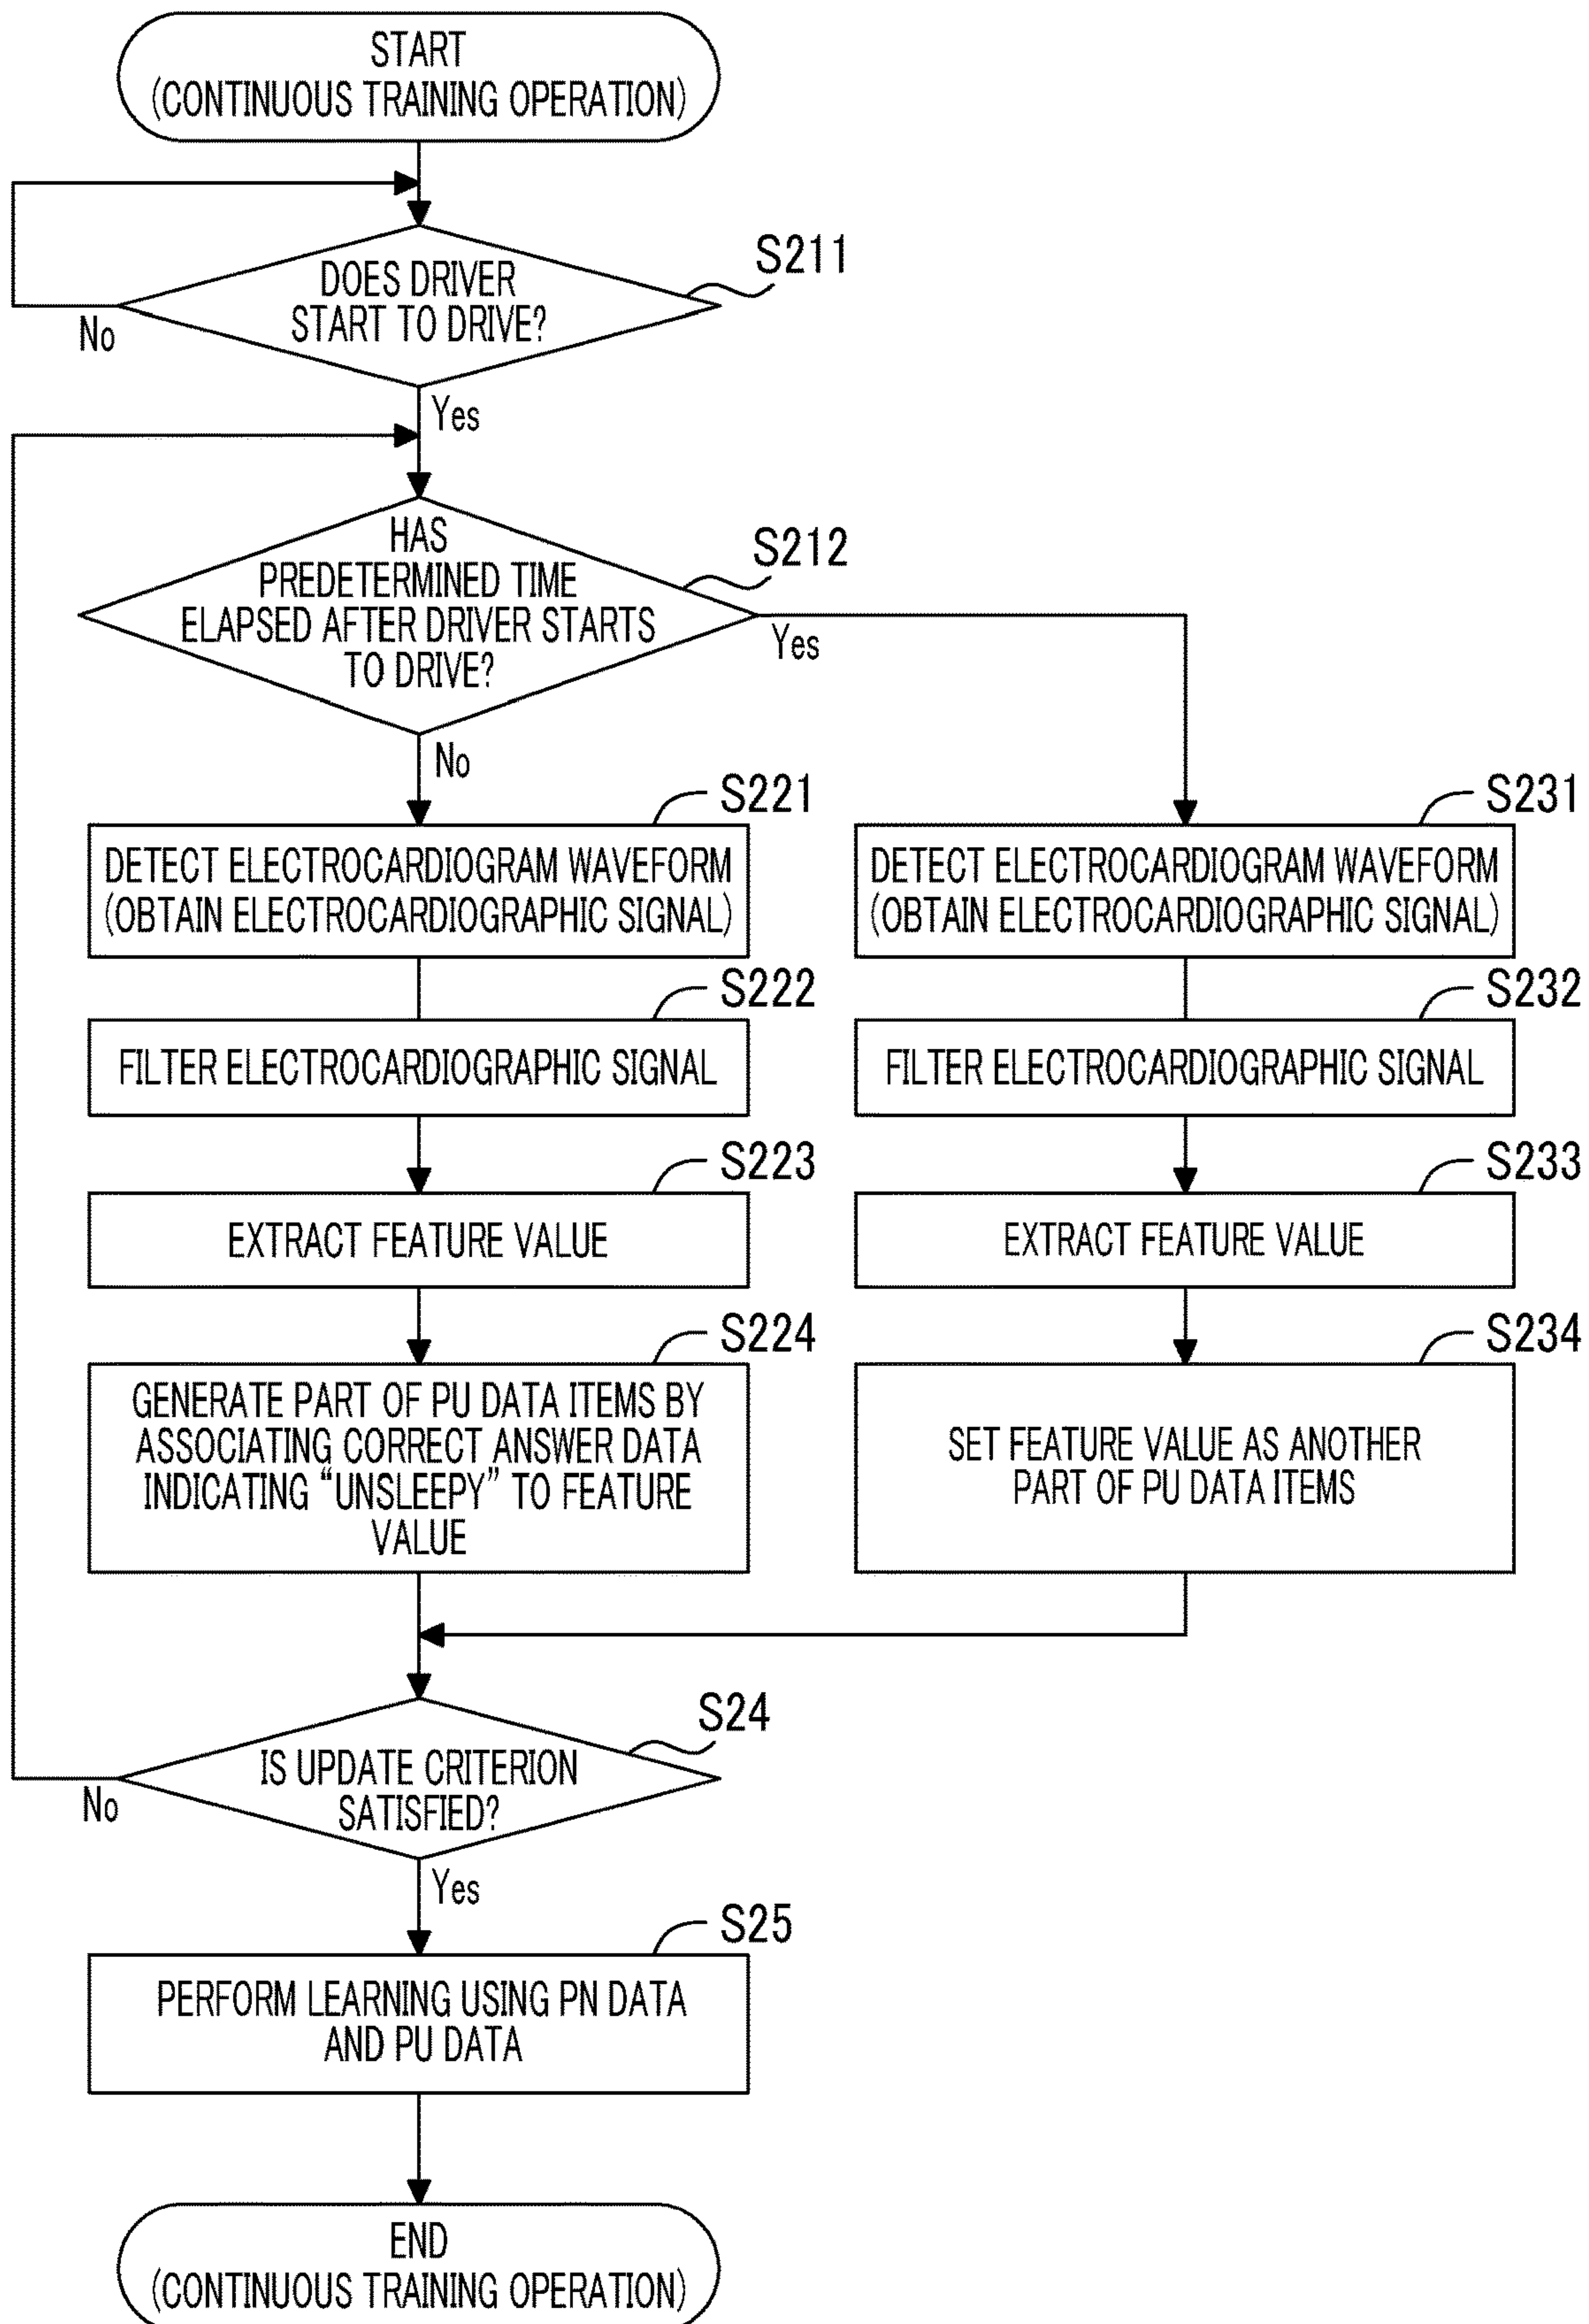 START
(CONTINUOUS TRAINING OPERATION)
S211
DOES DRIVER
START TO DRIVE?
No
Yes
S212
HAS
PREDETERMINED TIME
ELAPSED AFTER DRIVER STARTS
TO DRIVE?
Yes
No
S221
DETECT ELECTROCARDIOGRAM WAVEFORM
(OBTAIN ELECTROCARDIOGRAPHIC SIGNAL)
S231
DETECT ELECTROCARDIOGRAM WAVEFORM
(OBTAIN ELECTROCARDIOGRAPHIC SIGNAL)
S222
FILTER ELECTROCARDIOGRAPHIC SIGNAL
S232
FILTER ELECTROCARDIOGRAPHIC SIGNAL
S223
EXTRACT FEATURE VALUE
S233
EXTRACT FEATURE VALUE
S224
GENERATE PART OF PU DATA ITEMS BY
ASSOCIATING CORRECT ANSWER DATA
INDICATING “UNSLEEPY” TO FEATURE
VALUE
S234
SET FEATURE VALUE AS ANOTHER
PART OF PU DATA ITEMS
S24
IS UPDATE CRITERION
SATISFIED?
No
Yes
S25
PERFORM LEARNING USING PN DATA
AND PU DATA
END
(CONTINUOUS TRAINING OPERATION)